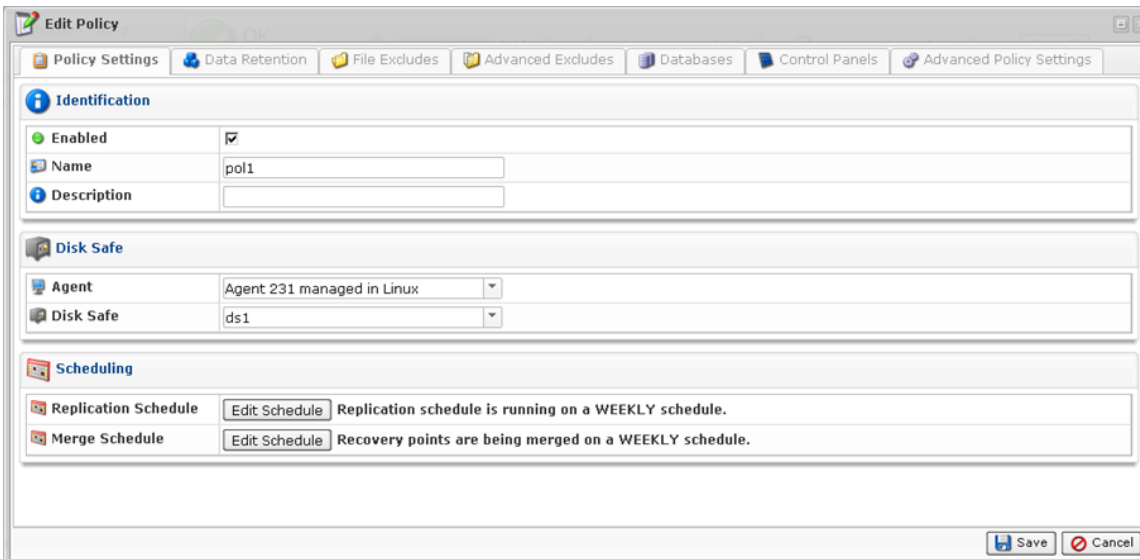 Edit Policy
Policy Settings Data Retention File Excludes Advanced Excludes Databases Control Panels Advanced Policy Settings
Identification
Enabled
Name pol1
Description
Disk Safe
Agent Agent 231 managed in Linux
Disk Safe ds1
Scheduling
Replication Schedule Edit Schedule Replication schedule is running on a WEEKLY schedule.
Merge Schedule Edit Schedule Recovery points are being merged on a WEEKLY schedule.
Save Cancel